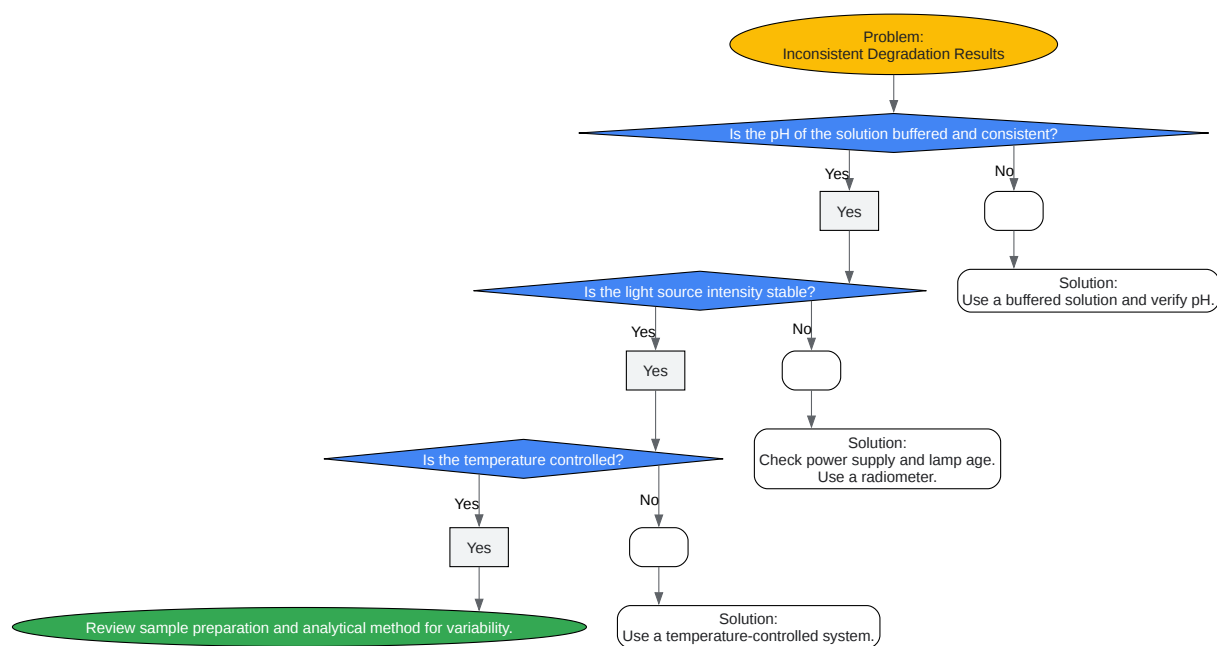 Problem:
Inconsistent Degradation Results
Is the pH of the solution buffered and consistent?
Yes
No
Yes
Solution:
Use a buffered solution and verify pH.
Is the light source intensity stable?
Yes
No
Yes
Solution:
Check power supply and lamp age.
Use a radiometer.
Is the temperature controlled?
Yes
No
Yes
Solution:
Use a temperature-controlled system.
Review sample preparation and analytical method for variability.